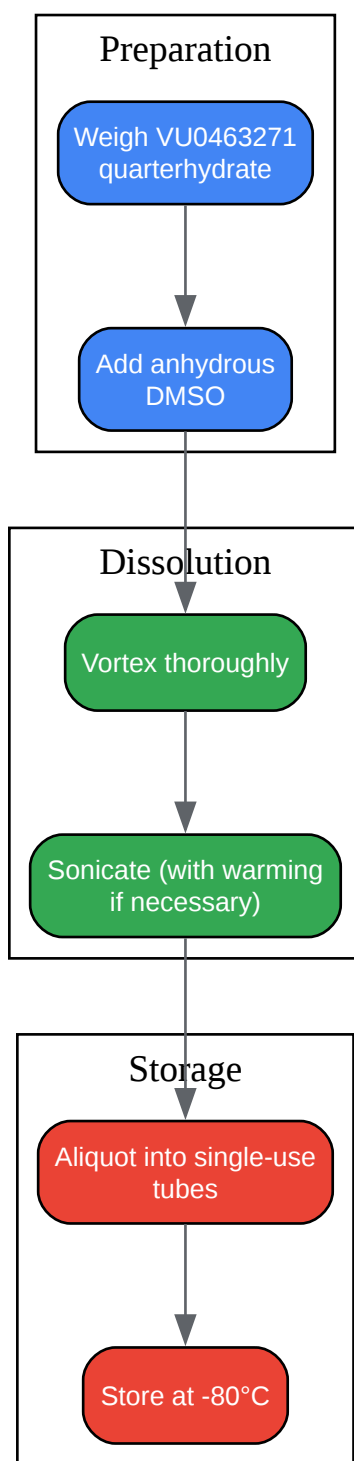 Preparation
Weigh VU0463271
quarterhydrate
Add anhydrous
DMSO
Dissolution
Vortex thoroughly
Sonicate (with warming
if necessary)
Storage
Aliquot into single-use
tubes
Store at -80°C